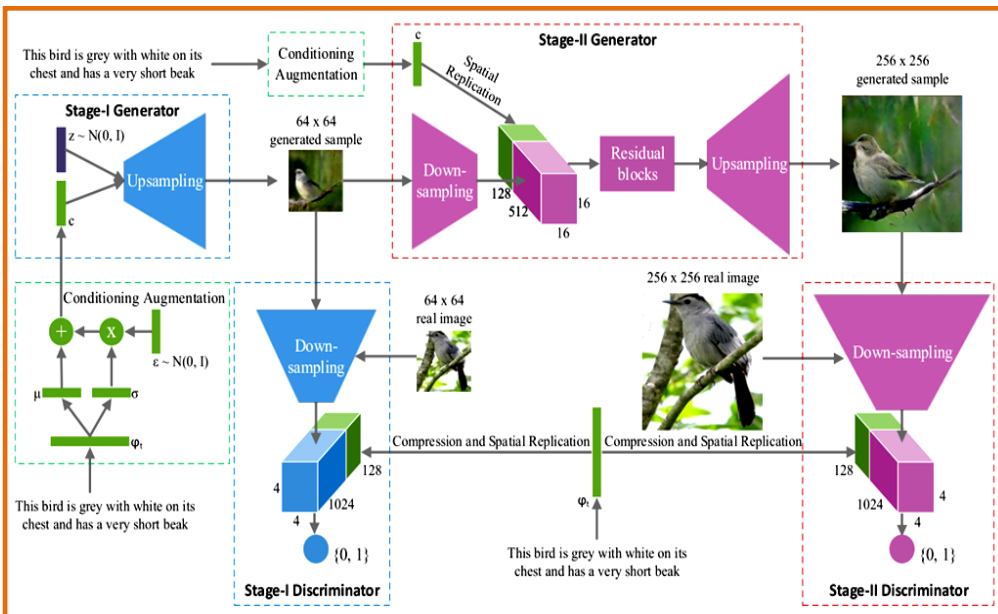 This bird is grey with white on its
chest and has a very short beak
Conditioning
Augmentation
c
Stage-II Generator
Spatial
Replication
256 x 256
generated sample
Stage-I Generator
z ~ N(0, I)
Upsampling
c
64 x 64
generated sample
Down-
sampling
128
512
16
16
Residual
blocks
Upsampling
Conditioning Augmentation
+
x
ε ~ N(0, I)
μ
σ
φt
This bird is grey with white on its
chest and has a very short beak
64 x 64
real image
256 x 256 real image
Down-
sampling
Down-sampling
Compression and Spatial Replication
Compression and Spatial Replication
128
4
1024
4
{0, 1}
Stage-I Discriminator
φt
This bird is grey with white on its
chest and has a very short beak
128
1024
4
4
{0, 1}
Stage-II Discriminator